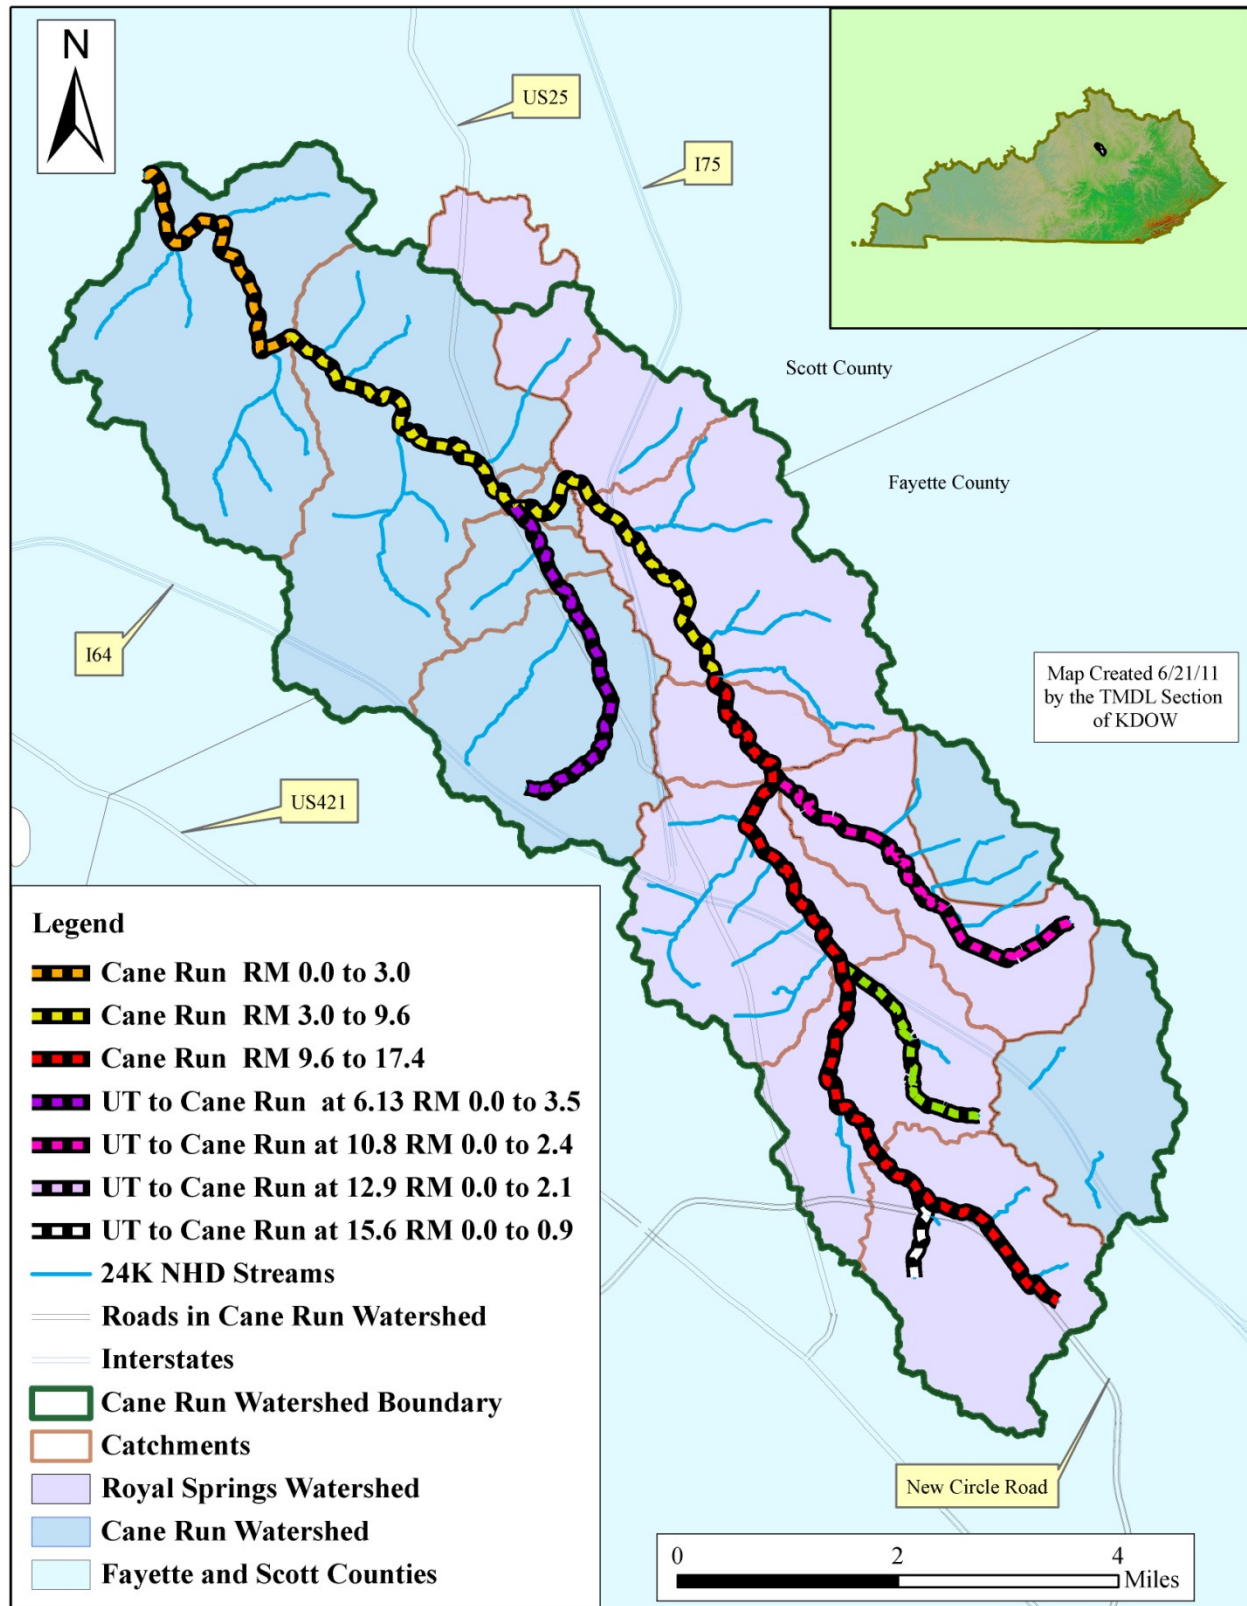 N
US25
I75
Scott County
Fayette County
I64
Map Created 6/21/11
by the TMDL Section
of KDOW
US421
Legend
Cane Run RM 0.0 to 3.0
Cane Run RM 3.0 to 9.6
Cane Run RM 9.6 to 17.4
UT to Cane Run at 6.13 RM 0.0 to 3.5
UT to Cane Run at 10.8 RM 0.0 to 2.4
UT to Cane Run at 12.9 RM 0.0 to 2.1
UT to Cane Run at 15.6 RM 0.0 to 0.9
24K NHD Streams
Roads in Cane Run Watershed
Interstates
Cane Run Watershed Boundary
Catchments
Royal Springs Watershed
Cane Run Watershed
Fayette and Scott Counties
New Circle Road
0 2 4
Miles